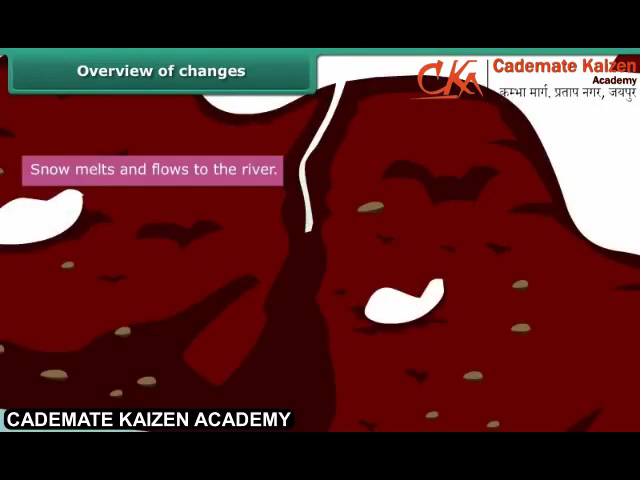 Overview of changes
CKA
Cademate Kaizen
Academy
कुम्भा मार्ग, प्रताप नगर, जयपुर
Snow melts and flows to the river.
CADEMATE KAIZEN ACADEMY